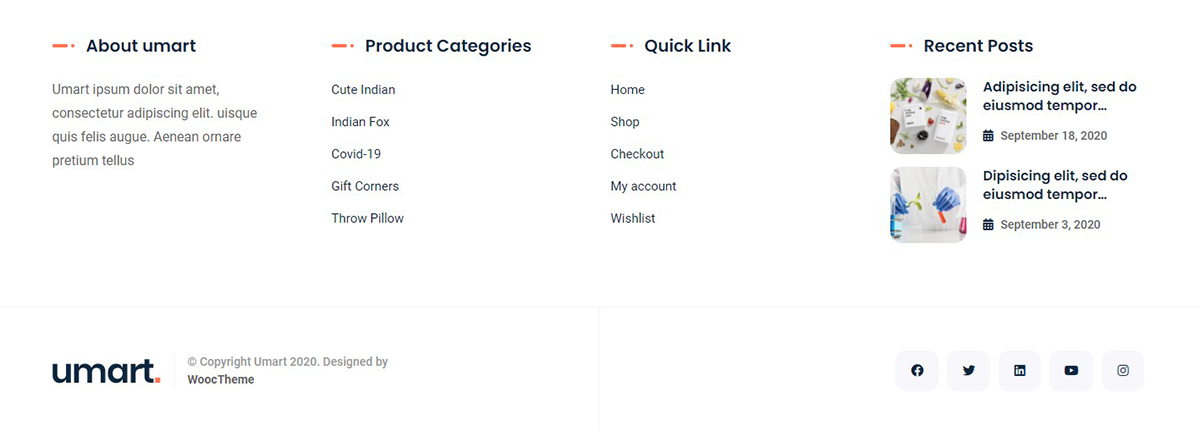 About umart
Umart ipsum dolor sit amet,
consectetur adipiscing elit. uisque
quis felis augue. Aenean ornare
pretium tellus
Product Categories
Cute Indian
Indian Fox
Covid-19
Gift Corners
Throw Pillow
Quick Link
Home
Shop
Checkout
My account
Wishlist
Recent Posts
Adipisicing elit, sed do
eiusmod tempor...
September 18, 2020
Dipisicing elit, sed do
eiusmod tempor...
September 3, 2020
umart.
© Copyright Umart 2020. Designed by
WoocTheme